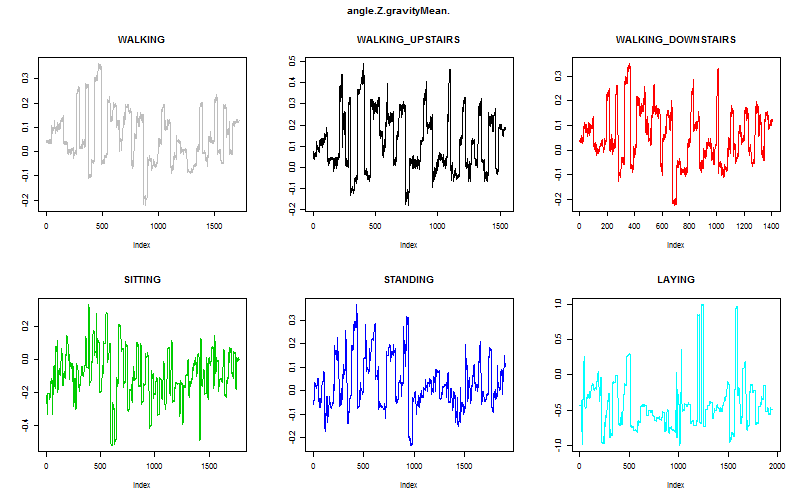 angle.Z.gravityMean.
WALKING
WALKING_UPSTAIRS
WALKING_DOWNSTAIRS
0.3
0.2
0.1
0.0
-0.1
-0.2
0 500 1000 1500
Index
0.5
0.4
0.3
0.2
0.1
0.0
-0.1
-0.2
0 500 1000 1500
Index
0.3
0.2
0.1
0.0
-0.1
-0.2
0 200 400 600 800 1000 1200 1400
Index
SITTING
STANDING
LAYING
0.2
0.0
-0.2
-0.4
0 500 1000 1500
Index
0.3
0.2
0.1
0.0
-0.1
-0.2
0 500 1000 1500
Index
1.0
0.5
0.0
-0.5
-1.0
0 500 1000 1500 2000
Index